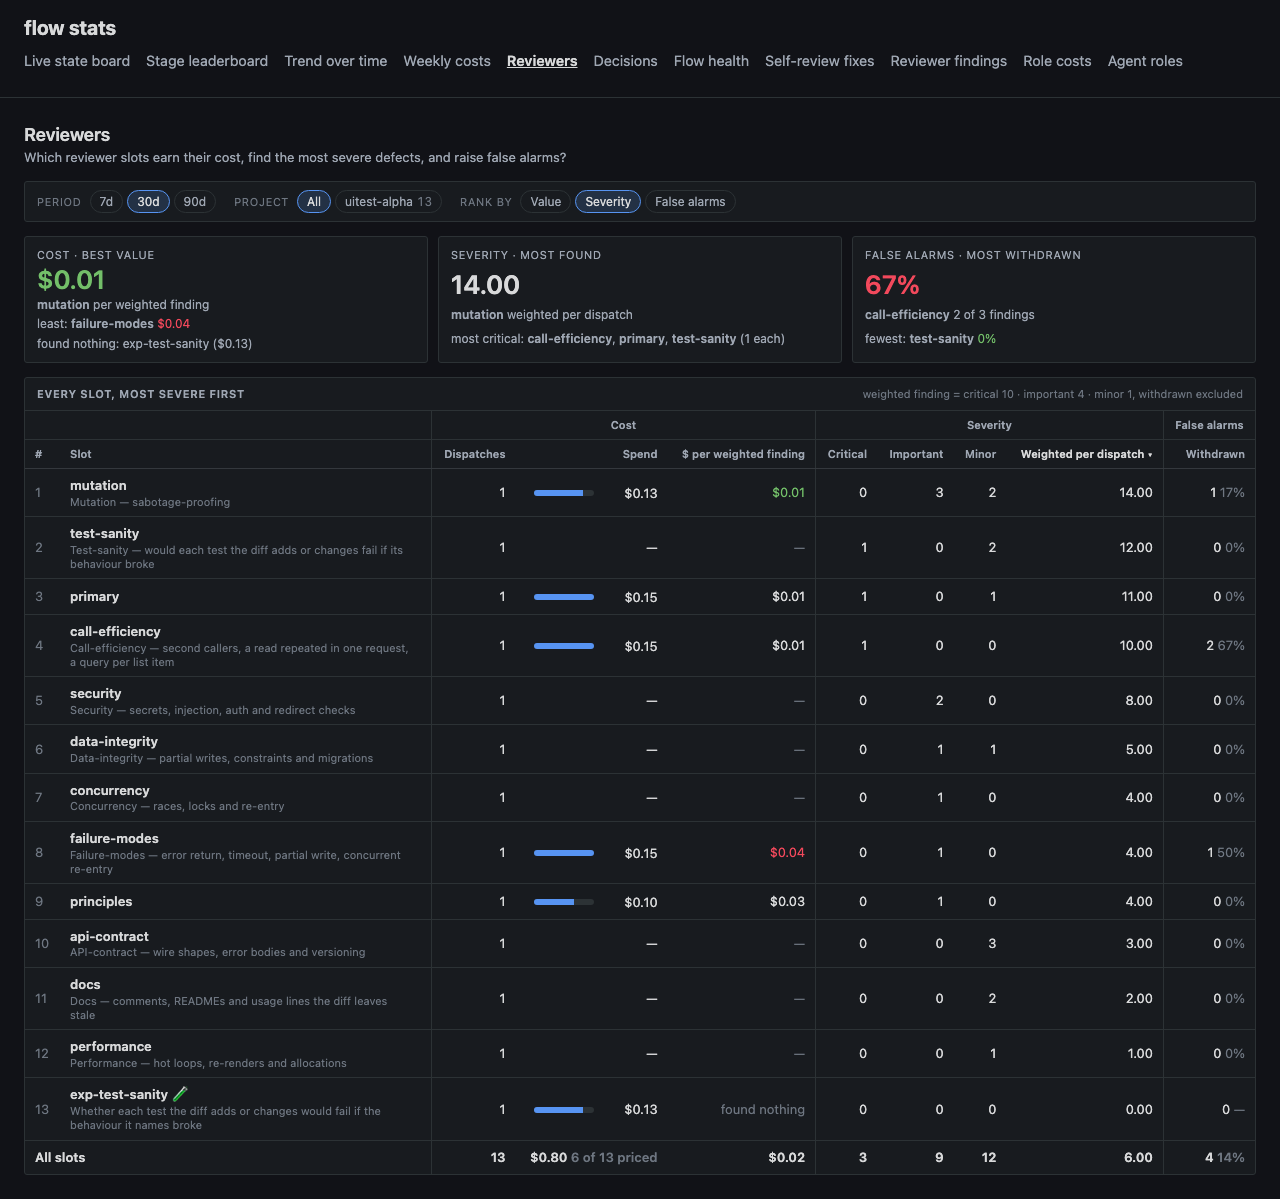 flow stats
Live state board Stage leaderboard Trend over time Weekly costs Reviewers Decisions Flow health Self-review fixes Reviewer findings Role costs Agent roles
Reviewers
Which reviewer slots earn their cost, find the most severe defects, and raise false alarms?
PERIOD 7d 30d 90d PROJECT All uitest-alpha 13 RANK BY Value Severity False alarms
COST · BEST VALUE
$0.01
mutation per weighted finding
least: failure-modes $0.04
found nothing: exp-test-sanity ($0.13)
SEVERITY · MOST FOUND
14.00
mutation weighted per dispatch
most critical: call-efficiency, primary, test-sanity (1 each)
FALSE ALARMS · MOST WITHDRAWN
67%
call-efficiency 2 of 3 findings
fewest: test-sanity 0%
EVERY SLOT, MOST SEVERE FIRST weighted finding = critical 10 · important 4 · minor 1, withdrawn excluded
Cost Severity False alarms
# Slot Dispatches Spend $ per weighted finding Critical Important Minor Weighted per dispatch ▾ Withdrawn
1 mutation 1 $0.13 $0.01 0 3 2 14.00 1 17%
Mutation — sabotage-proofing
2 test-sanity 1 — — 1 0 2 12.00 0 0%
Test-sanity — would each test the diff adds or changes fail if its
behaviour broke
3 primary 1 $0.15 $0.01 1 0 1 11.00 0 0%
4 call-efficiency 1 $0.15 $0.01 1 0 0 10.00 2 67%
Call-efficiency — second callers, a read repeated in one request,
a query per list item
5 security 1 — — 0 2 0 8.00 0 0%
Security — secrets, injection, auth and redirect checks
6 data-integrity 1 — — 0 1 1 5.00 0 0%
Data-integrity — partial writes, constraints and migrations
7 concurrency 1 — — 0 1 0 4.00 0 0%
Concurrency — races, locks and re-entry
8 failure-modes 1 $0.15 $0.04 0 1 0 4.00 1 50%
Failure-modes — error return, timeout, partial write, concurrent
re-entry
9 principles 1 $0.10 $0.03 0 1 0 4.00 0 0%
10 api-contract 1 — — 0 0 3 3.00 0 0%
API-contract — wire shapes, error bodies and versioning
11 docs 1 — — 0 0 2 2.00 0 0%
Docs — comments, READMEs and usage lines the diff leaves
stale
12 performance 1 — — 0 0 1 1.00 0 0%
Performance — hot loops, re-renders and allocations
13 exp-test-sanity 1 $0.13 found nothing 0 0 0 0.00 0 —
Whether each test the diff adds or changes would fail if the
behaviour it names broke
All slots 13 $0.80 6 of 13 priced $0.02 3 9 12 6.00 4 14%